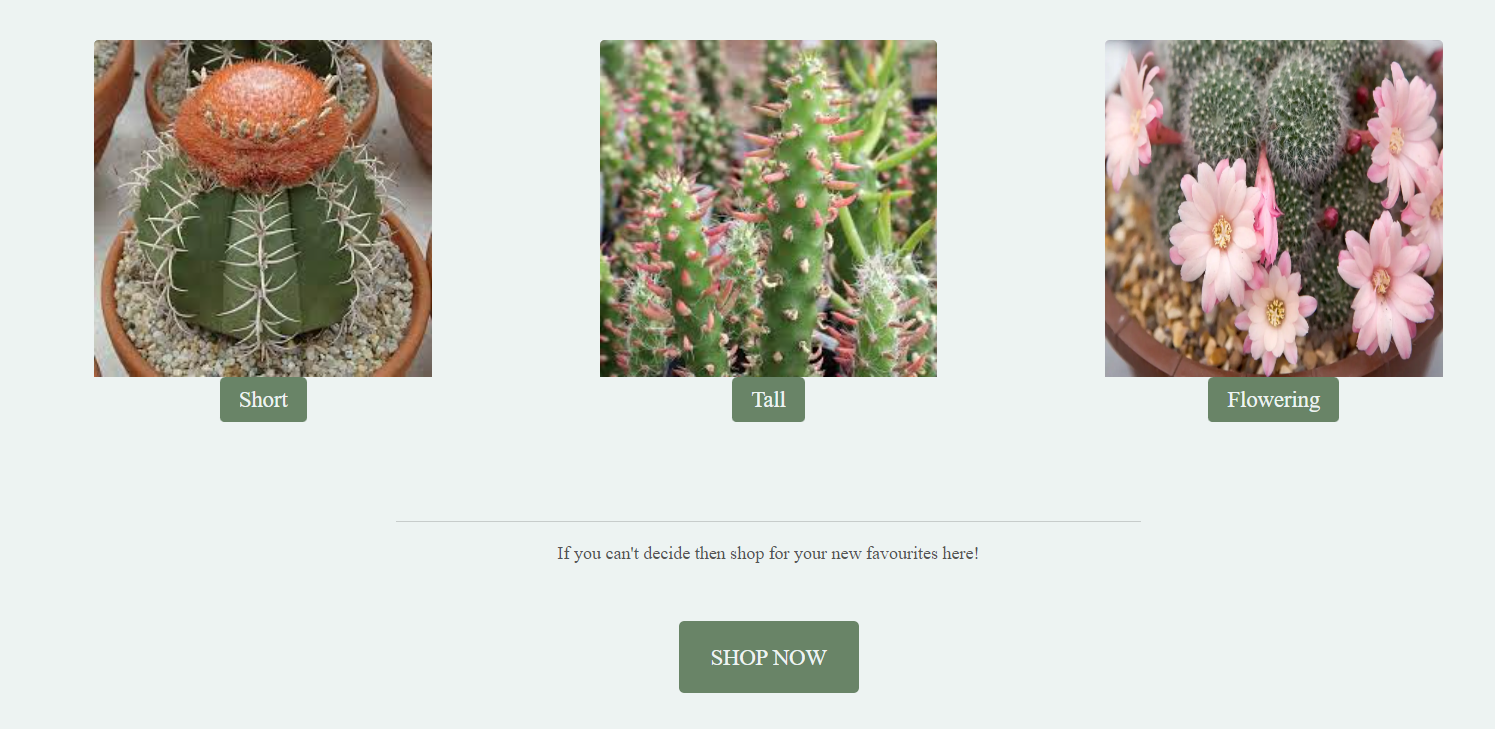 Short
Tall
Flowering
If you can't decide then shop for your new favourites here!
SHOP NOW